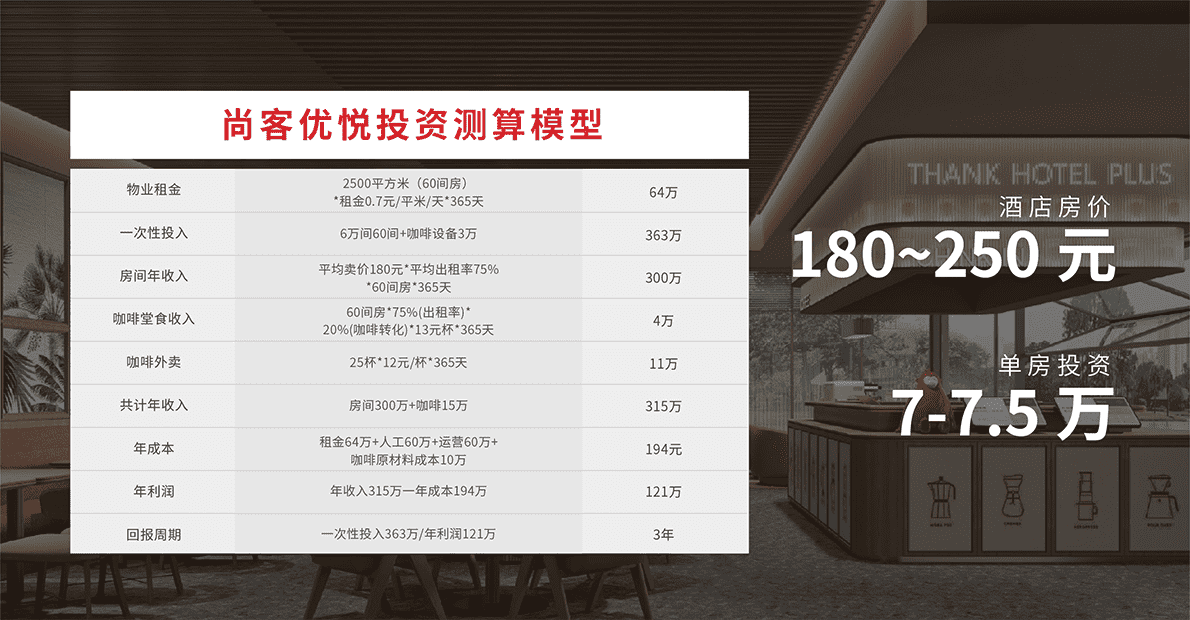 尚客优悦投资测算模型
物业租金
2500平方米（60间房）
*租金0.7元/平米/天*365天
64万
一次性投入
6万间60间+咖啡设备3万
363万
房间年收入
平均卖价180元*平均出租率75%
*60间房*365天
300万
咖啡堂食收入
60间房*75%(出租率)*
20%(咖啡转化)*13元杯*365天
4万
咖啡外卖
25杯*12元/杯*365天
11万
共计年收入
房间300万+咖啡15万
315万
年成本
租金64万+人工60万+运营60万+
咖啡原材料成本10万
194元
年利润
年收入315万一年成本194万
121万
回报周期
一次性投入363万/年利润121万
3年
THANK HOTEL PLUS
酒店房价
180~250 元
单房投资
7-7.5 万